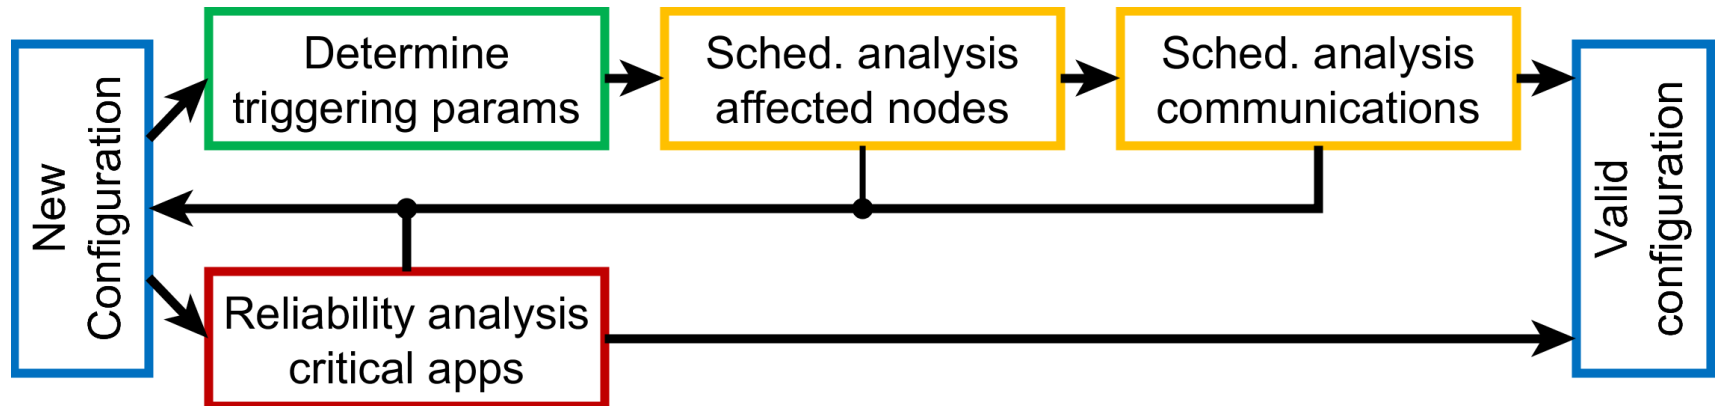 New
Configuration
Determine
triggering params
Sched. analysis
affected nodes
Sched. analysis
communications
Reliability analysis
critical apps
Valid
configuration